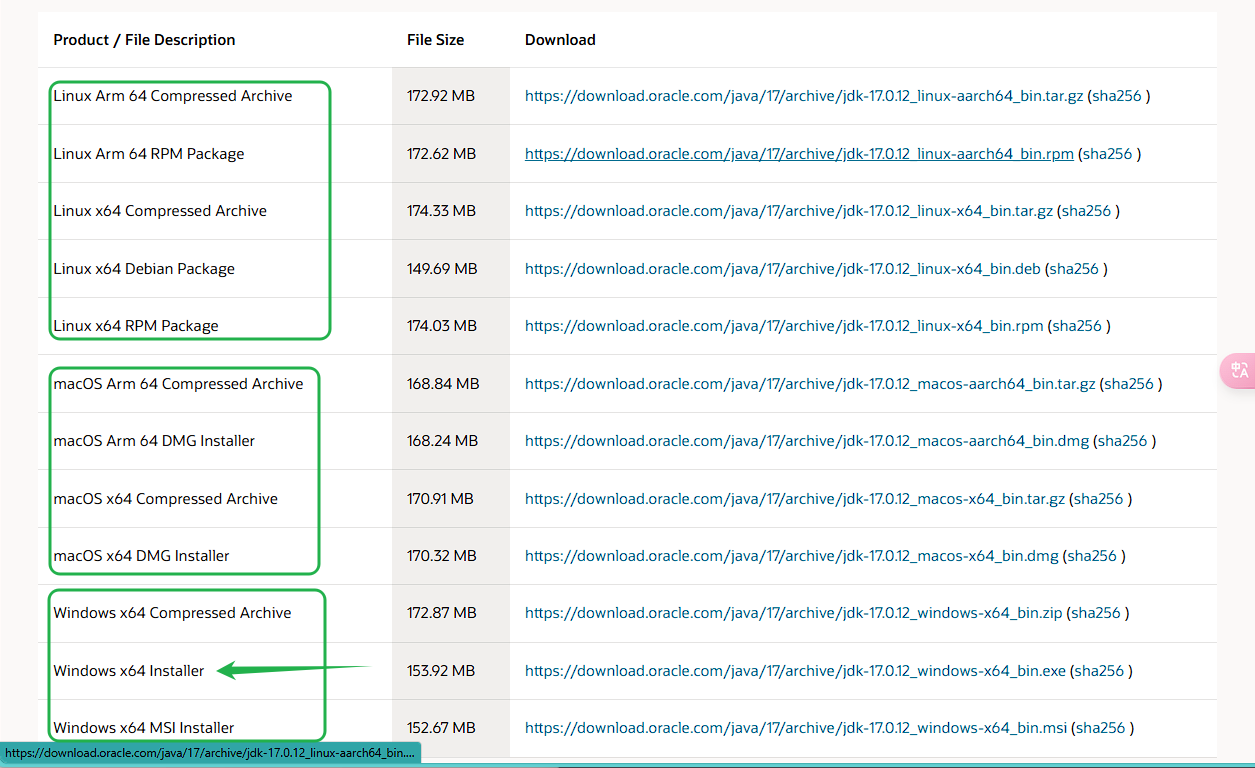 Product / File Description File Size Download
Linux Arm 64 Compressed Archive 172.92 MB https://download.oracle.com/java/17/archive/jdk-17.0.12_linux-aarch64_bin.tar.gz (sha256 )
Linux Arm 64 RPM Package 172.62 MB https://download.oracle.com/java/17/archive/jdk-17.0.12_linux-aarch64_bin.rpm (sha256 )
Linux x64 Compressed Archive 174.33 MB https://download.oracle.com/java/17/archive/jdk-17.0.12_linux-x64_bin.tar.gz (sha256 )
Linux x64 Debian Package 149.69 MB https://download.oracle.com/java/17/archive/jdk-17.0.12_linux-x64_bin.deb (sha256 )
Linux x64 RPM Package 174.03 MB https://download.oracle.com/java/17/archive/jdk-17.0.12_linux-x64_bin.rpm (sha256 )
macOS Arm 64 Compressed Archive 168.84 MB https://download.oracle.com/java/17/archive/jdk-17.0.12_macos-aarch64_bin.tar.gz (sha256 )
macOS Arm 64 DMG Installer 168.24 MB https://download.oracle.com/java/17/archive/jdk-17.0.12_macos-aarch64_bin.dmg (sha256 )
macOS x64 Compressed Archive 170.91 MB https://download.oracle.com/java/17/archive/jdk-17.0.12_macos-x64_bin.tar.gz (sha256 )
macOS x64 DMG Installer 170.32 MB https://download.oracle.com/java/17/archive/jdk-17.0.12_macos-x64_bin.dmg (sha256 )
Windows x64 Compressed Archive 172.87 MB https://download.oracle.com/java/17/archive/jdk-17.0.12_windows-x64_bin.zip (sha256 )
Windows x64 Installer 153.92 MB https://download.oracle.com/java/17/archive/jdk-17.0.12_windows-x64_bin.exe (sha256 )
Windows x64 MSI Installer 152.67 MB https://download.oracle.com/java/17/archive/jdk-17.0.12_windows-x64_bin.msi (sha256 )
https://download.oracle.com/java/17/archive/jdk-17.0.12_linux-aarch64_bin....
中A